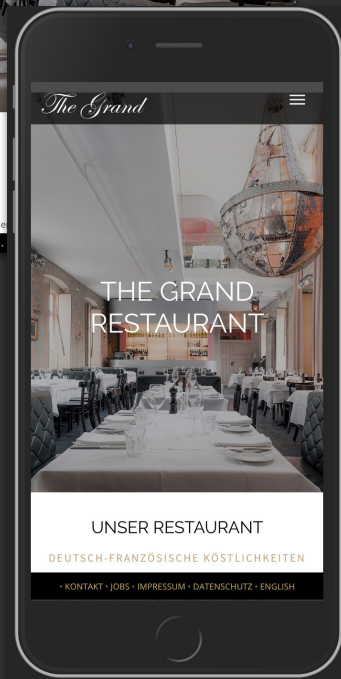 The Grand
THE GRAND
RESTAURANT
UNSER RESTAURANT
DEUTSCH-FRANZÖSISCHE KÖSTLICHKEITEN
• KONTAKT • JOBS • IMPRESSUM • DATENSCHUTZ • ENGLISH